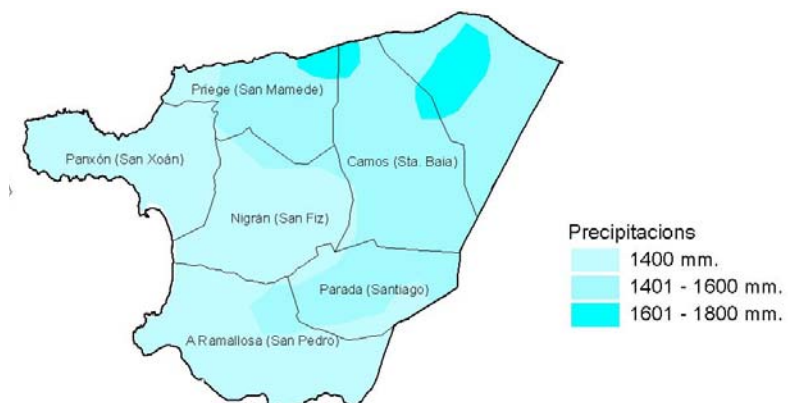 Priege (San Mamede)
Panxón (San Xoán)
Camos (Sta. Baia)
Nigrán (San Fiz)
Parada (Santiago)
A Ramallosa (San Pedro)
Precipitacions
1400 mm.
1401 - 1600 mm.
1601 - 1800 mm.